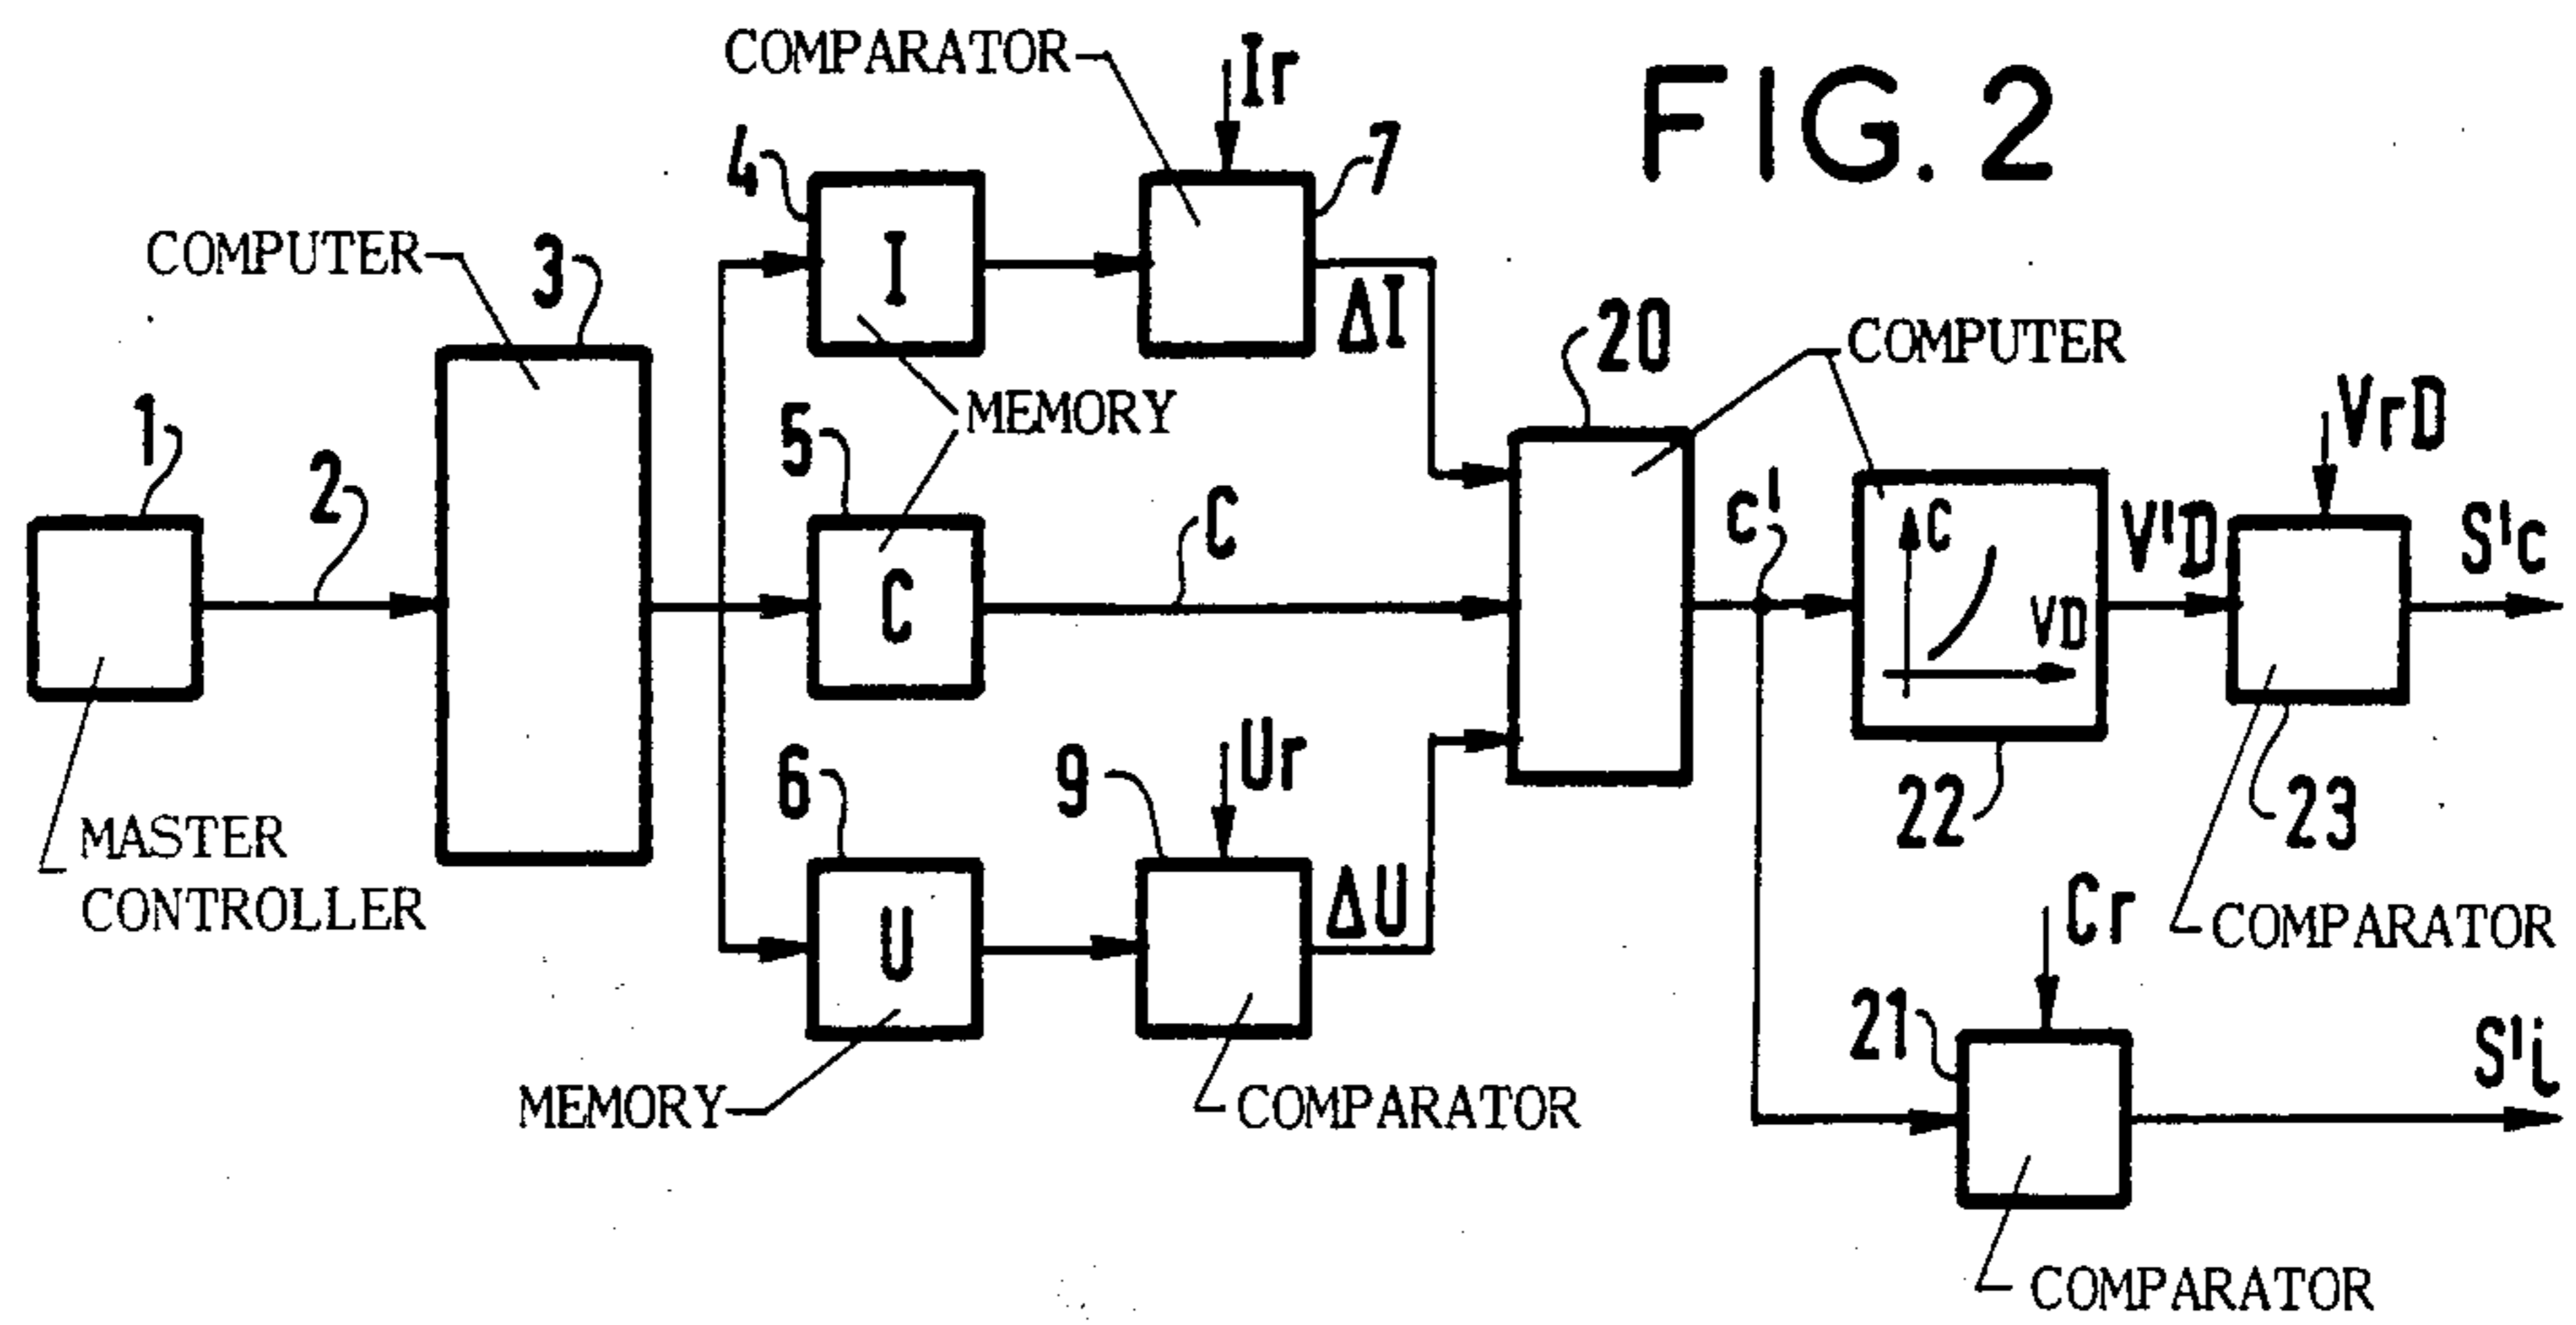 FIG. 2
COMPARATOR
Ir
4
7
COMPUTER
3
I
ΔI
20
COMPUTER
1
2
5
MEMORY
C
C
c'
C
VD
V'D
VrD
S'c
MASTER
CONTROLLER
6
9
Ur
22
23
U
ΔU
Cr
COMPARATOR
MEMORY
COMPARATOR
21
S'i
COMPARATOR